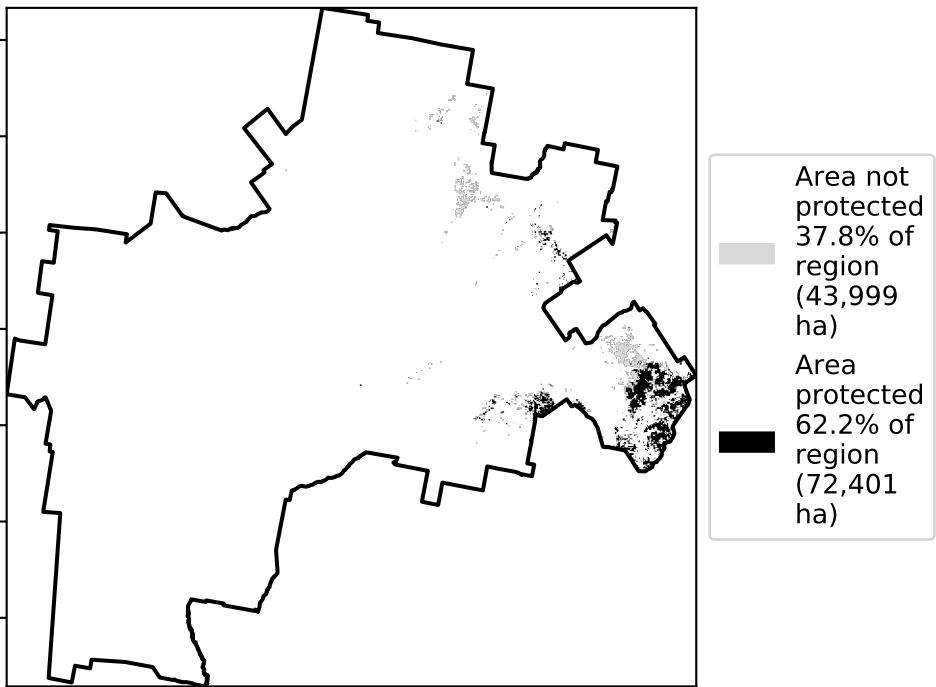 Area not
protected
37.8% of
region
(43,999
ha)
Area
protected
62.2% of
region
(72,401
ha)